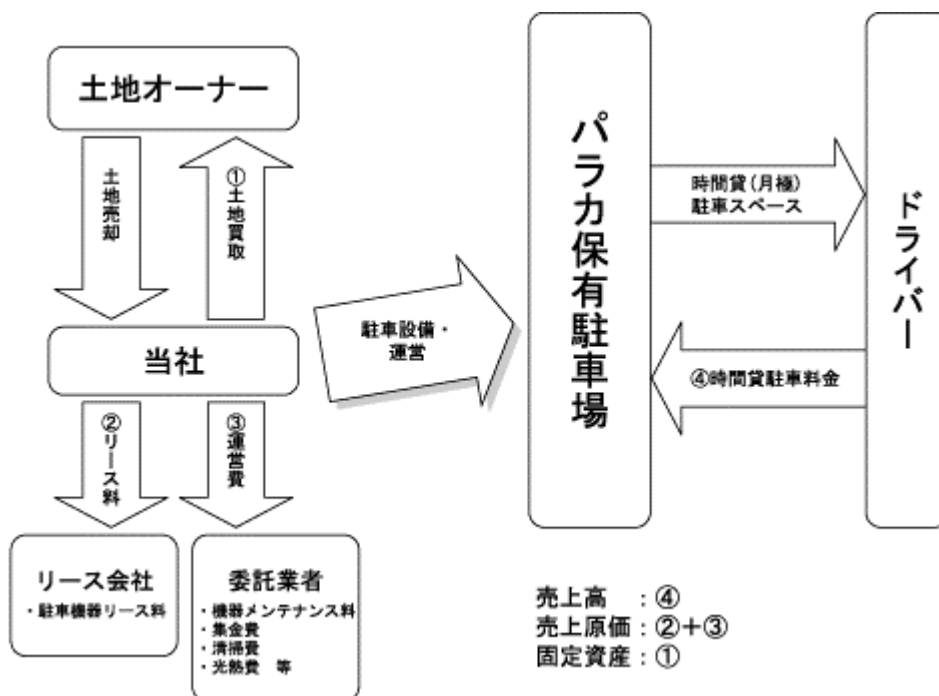 土地オーナー
土地売却
①土地買取
当社
②リース料
③運営費
リース会社
・駐車機器リース料
委託業者
・機器メンテナンス料
・集金費
・清掃費
・光熱費　等
駐車設備・
運営
パラカ保有駐車場
時間貸(月極)
駐車スペース
④時間貸駐車料金
ドライバー
売上高　：④
売上原価：②＋③
固定資産：①